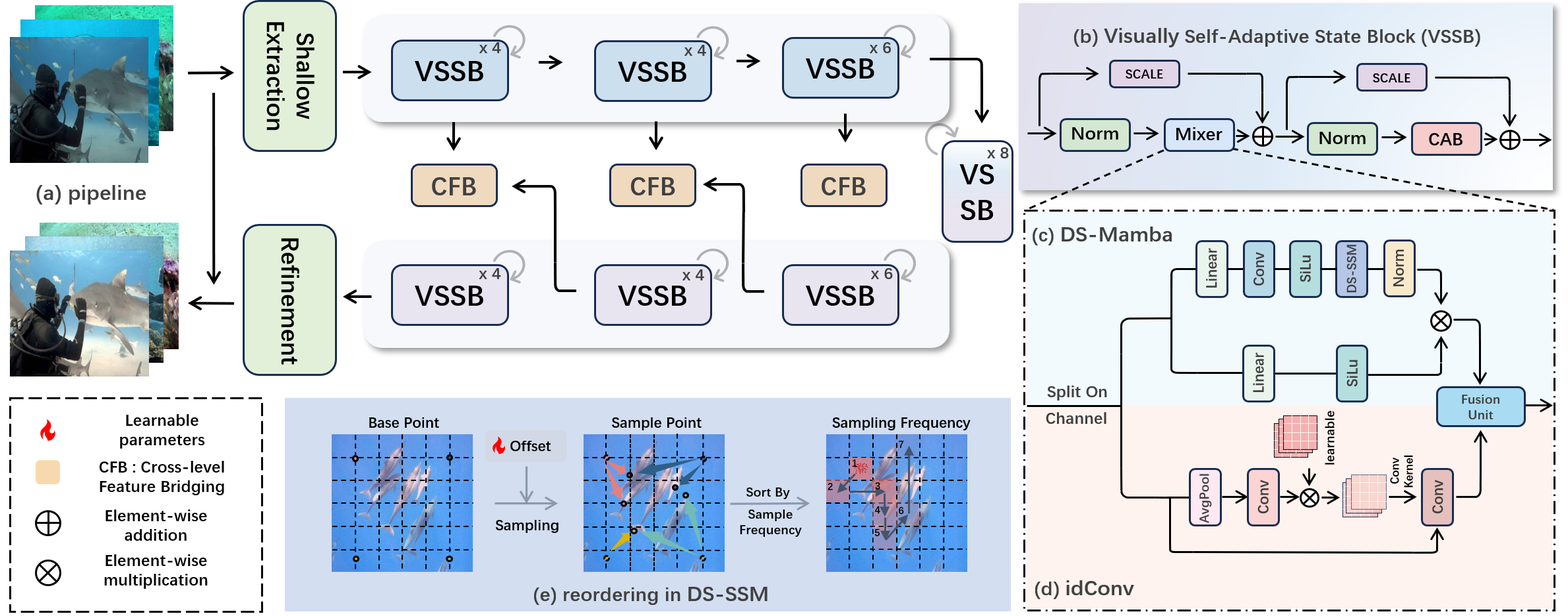 (a) pipeline
Shallow
Extraction
x 4
VSSB
x 4
VSSB
x 6
VSSB
x 8
VS
SB
CFB
CFB
CFB
Refinement
x 4
VSSB
x 4
VSSB
x 6
VSSB
(b) Visually Self-Adaptive State Block (VSSB)
SCALE
SCALE
Norm
Mixer
Norm
CAB
(c) DS-Mamba
Linear
Conv
SiLu
DS-SSM
Norm
Linear
SiLu
Split On
Channel
Fusion
Unit
learnable
AvgPool
Conv
Conv
Kernel
Conv
(d) idConv
Learnable
parameters
CFB : Cross-level
Feature Bridging
Element-wise
addition
Element-wise
multiplication
Base Point
Offset
Sampling
Sample Point
Sort By
Sample
Frequency
Sampling Frequency
7
1
2
3
4
6
5
(e) reordering in DS-SSM